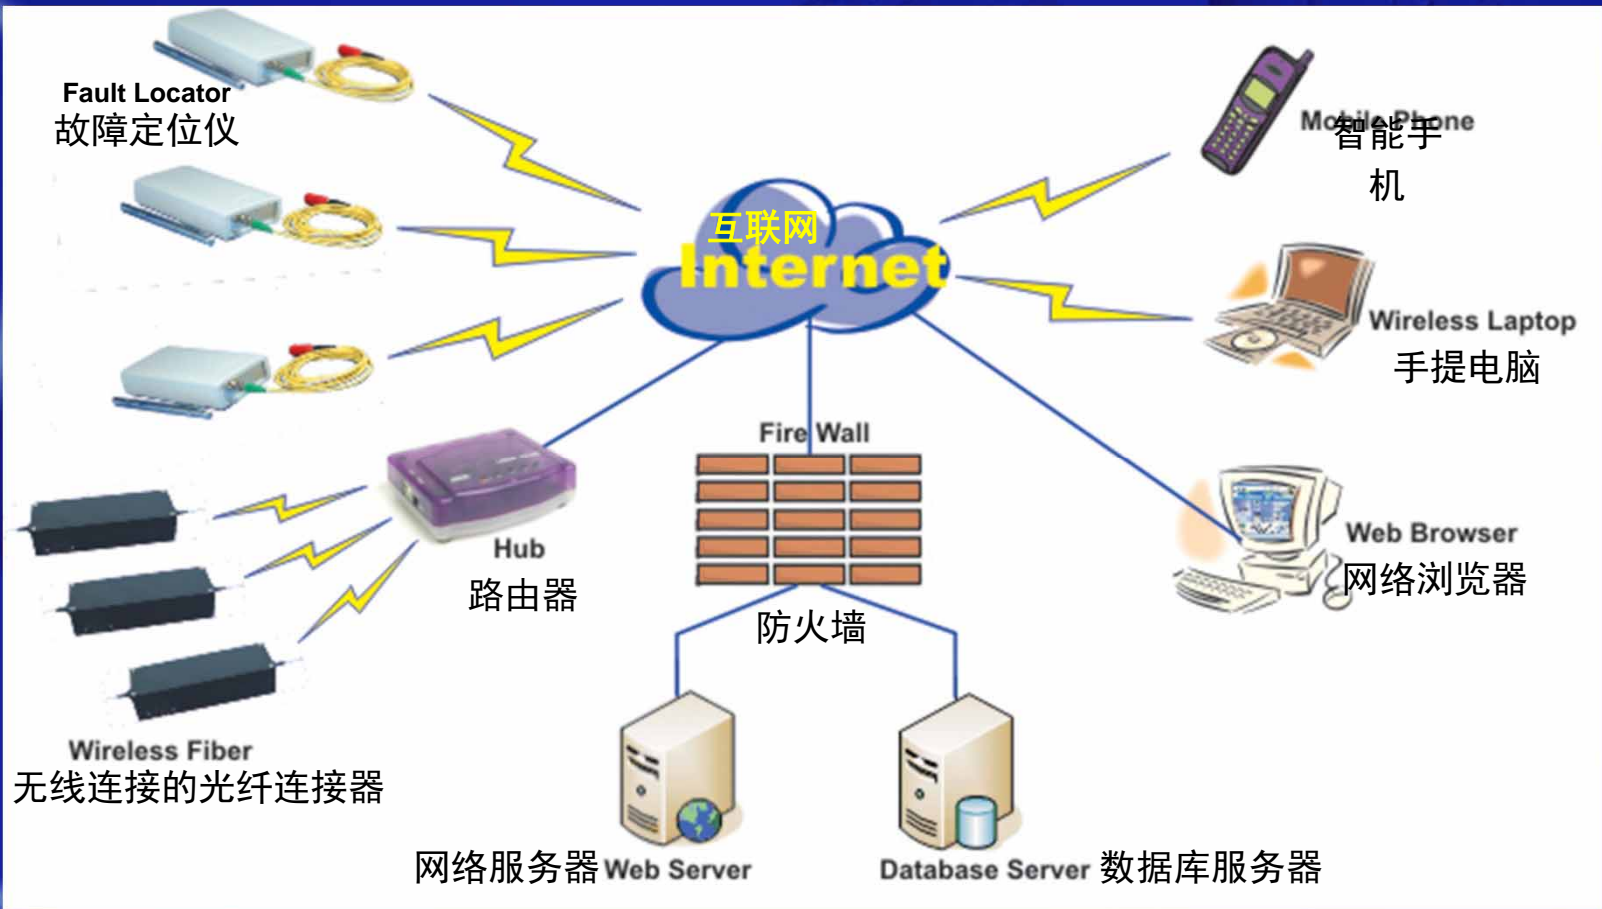 Fault Locator
故障定位仪
Mobile Phone
智能手
机
互联网
Internet
Wireless Laptop
手提电脑
Fire Wall
Hub
路由器
Web Browser
网络浏览器
防火墙
Wireless Fiber
无线连接的光纤连接器
网络服务器 Web Server
Database Server 数据库服务器